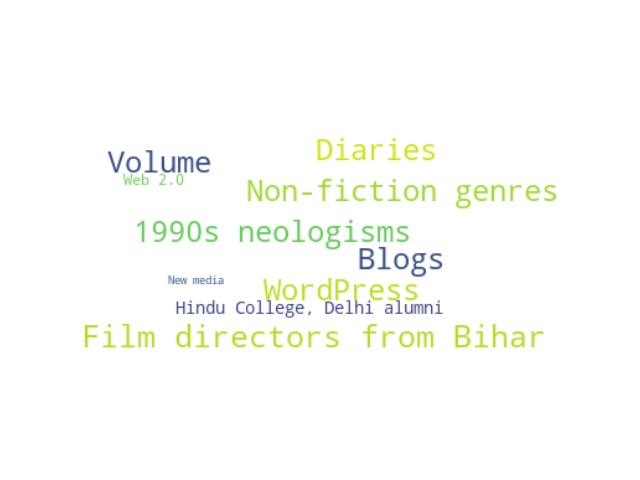 Diaries
Volume
Web 2.0
Non-fiction genres
1990s neologisms
Blogs
New media
WordPress
Hindu College, Delhi alumni
Film directors from Bihar